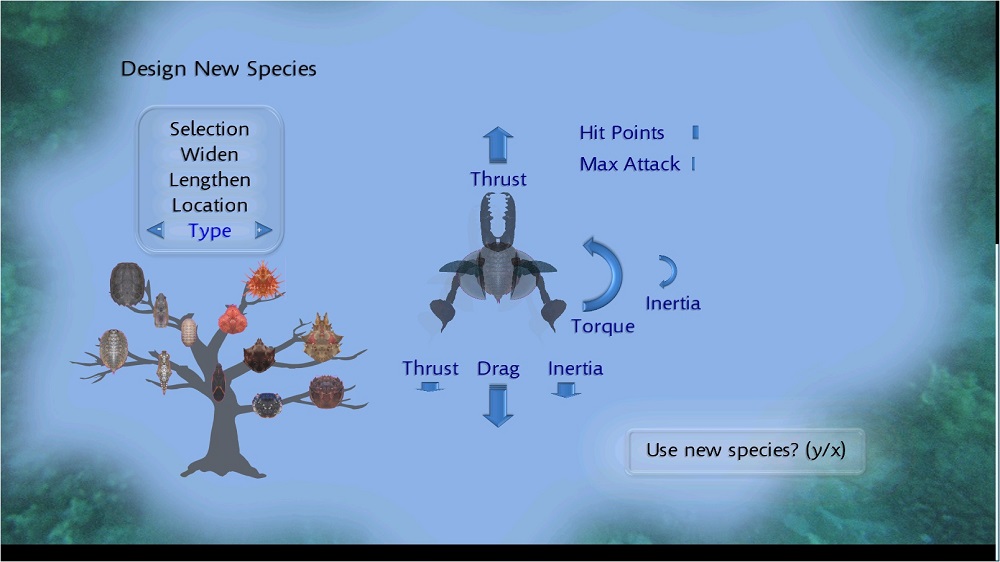 Design New Species
Selection
Widen
Lengthen
Location
Type
Hit Points
Max Attack
Thrust
Inertia
Torque
Thrust Drag Inertia
Use new species? (y/x)